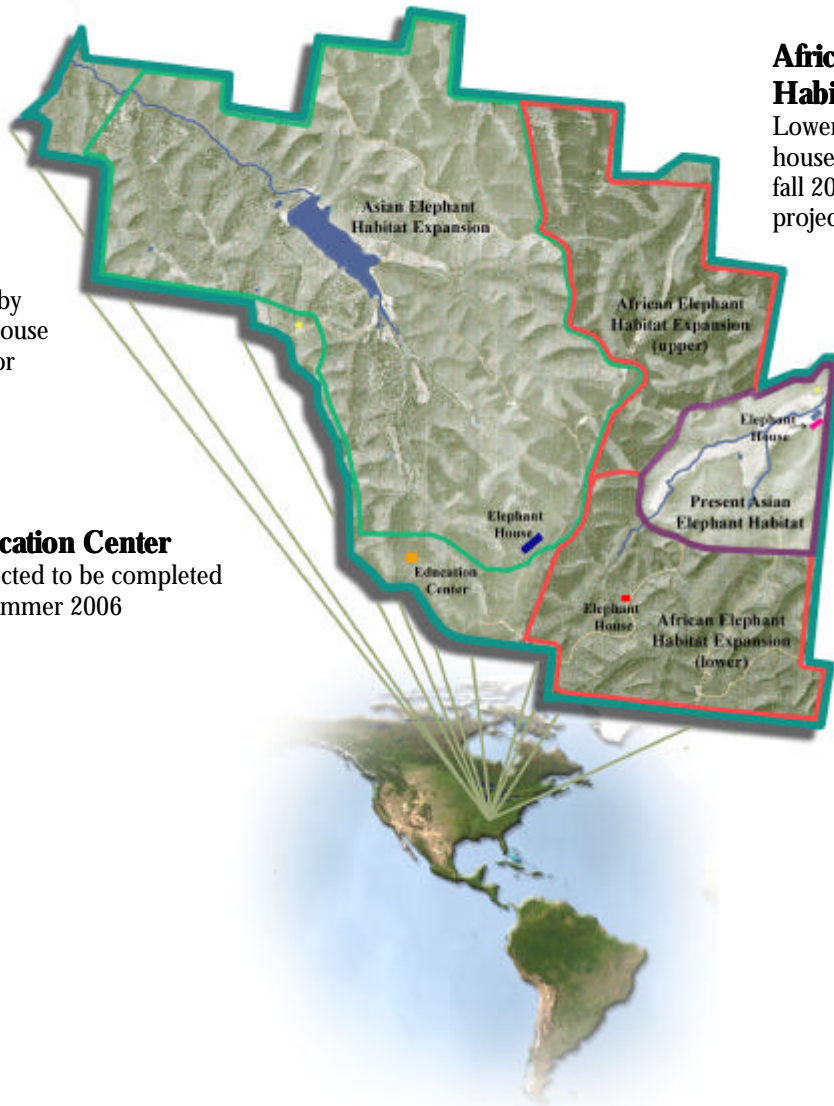 Afric
Habi
Lower
house
fall 20
projec
Asian Elephant
Habitat Expansion
by
ouse
or
African Elephant
Habitat Expansion
(upper)
Elephant
House
Present Asian
Elephant Habitat
Elephant
House
cation Center
cted to be completed
mmer 2006
Education
Center
Elephant
House
African Elephant
Habitat Expansion
(lower)